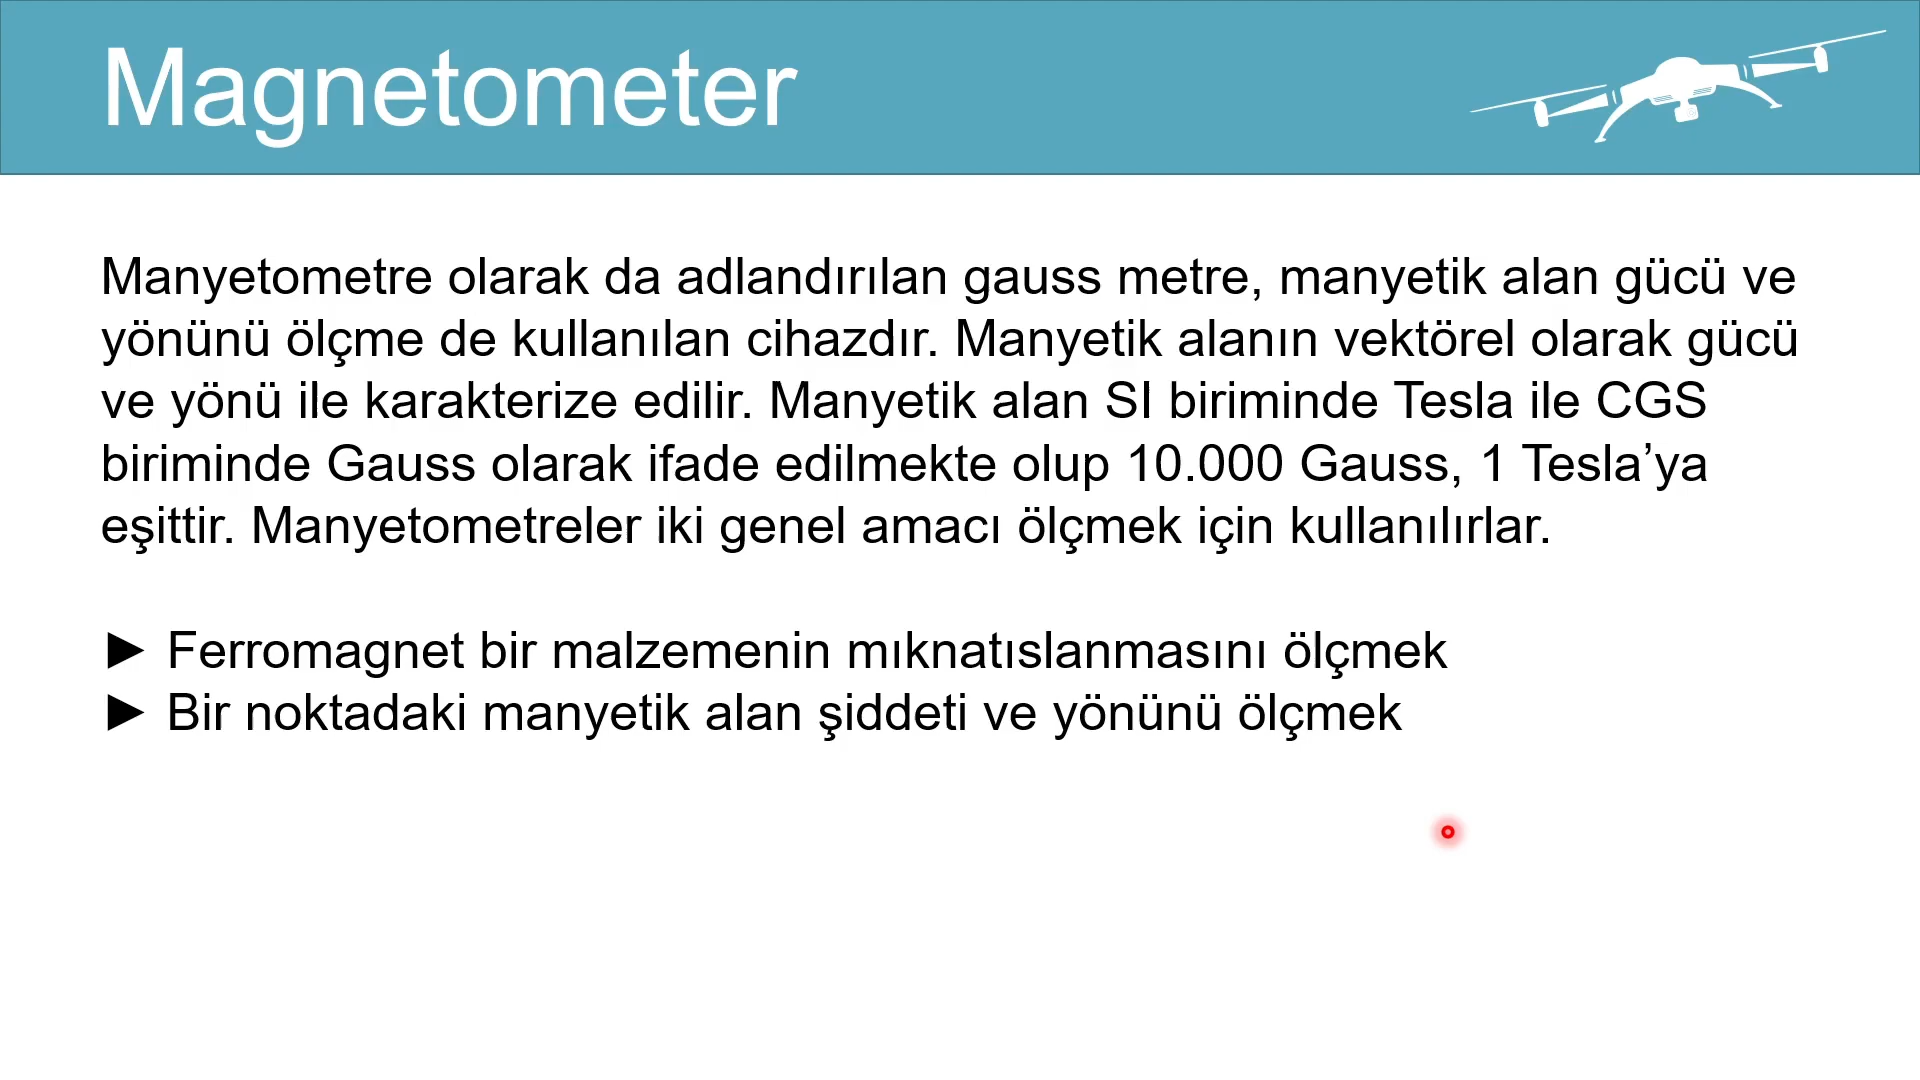 Magnetometer
Manyetometre olarak da adlandırılan gauss metre, manyetik alan gücü ve
yönünü ölçme de kullanılan cihazdır. Manyetik alanın vektörel olarak gücü
ve yönü ile karakterize edilir. Manyetik alan SI biriminde Tesla ile CGS
biriminde Gauss olarak ifade edilmekte olup 10.000 Gauss, 1 Tesla’ya
eşittir. Manyetometreler iki genel amacı ölçmek için kullanılırlar.
► Ferromagnet bir malzemenin mıknatıslanmasını ölçmek
► Bir noktadaki manyetik alan şiddeti ve yönünü ölçmek